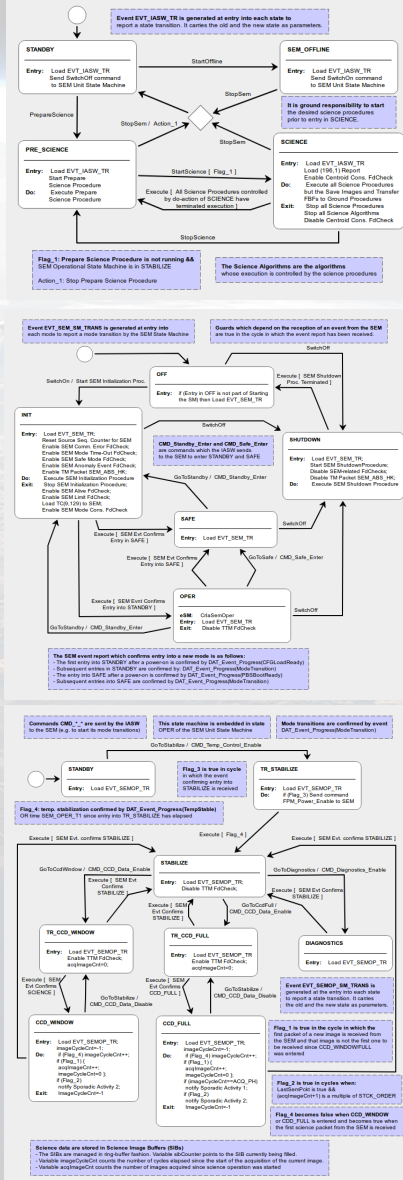 Event EVT_IASW_TR is generated at entry into each state to
report a state transition. It carries the old and the new state as parameters.
STANDBY
Entry: Load EVT_IASW_TR
Send SwitchOff command
to SEM Unit State Machine
StartOffline
StopSem
SEM_OFFLINE
Entry: Load EVT_IASW_TR
Send SwitchOff command
to SEM Unit State Machine
PrepareScience
StopSem / Action_1
StopSem
It is ground responsibility to start
the desired science procedures
prior to entry in SCIENCE.
PRE_SCIENCE
Entry: Load EVT_IASW_TR
Start Prepare
Science Procedure
Do: Execute Prepare
Science Procedure
StartScience [ Flag_1 ]
Execute [ All Science Procedures controlled
by do-action of SCIENCE have
terminated execution ]
SCIENCE
Entry: Load EVT_IASW_TR
Load (196,1) Report
Enable Centroid Cons. FdCheck
Do: Execute all Science Procedures
but the Save Images and Transfer
FBFs to Ground Procedures
Exit: Stop all Science Procedures
Stop all Science Algorithms
Disable Centroid Cons. FdCheck
StopScience
Flag_1: Prepare Science Procedure is not running &&
SEM Operational State Machine is in STABILIZE
Action_1: Stop Prepare Science Procedure
The Science Algorithms are the algorithms
whose execution is controlled by the science procedures
Event EVT_SEM_SM_TRANS is generated at entry into
each mode to report a mode transition by the SEM State Machine
Guards which depend on the reception of an event from the SEM
are true in the cycle in which the event report has been received.
SwitchOff
OFF
Entry: if (Entry in OFF is not part of Starting
the SM) then Load EVT_SEM_TR
SwitchOn / Start SEM Initialization Proc.
Execute [ SEM Shutdown
Proc. Terminated ]
SwitchOff
INIT
Entry: Load EVT_SEM_TR;
Reset Source Seq. Counter for SEM
Enable SEM Comm. Error FdCheck;
Enable SEM Mode Time-Out FdCheck;
Enable SEM Safe Mode FdCheck;
Enable SEM Anomaly Event FdCheck;
Enable TM Packet SEM_ABS_HK;
Do: Execute SEM Initialization Procedure
Exit: Stop SEM Initialization Procedure;
Enable SEM Alive FdCheck;
Enable SEM Limit FdCheck;
Load TC(9,129) to SEM;
Enable SEM Mode Cons. FdCheck
CMD_Standby_Enter and CMD_Safe_Enter
are commands which the IASW sends
to the SEM to enter STANDBY and SAFE
SHUTDOWN
Entry: Load EVT_SEM_TR;
Start SEM ShutdownProcedure;
Disable SEM-related FdChecks;
Disable TM Packet SEM_ABS_HK;
Do: Execute SEM Shutdown Procedure
GoToStandby / CMD_Standby_Enter
SAFE
Entry: Load EVT_SEM_TR
SwitchOff
Execute [ SEM Evt Confirms
Entry in SAFE ]
Execute [ SEM Evt Confirms
Entry into SAFE ]
GoToSafe / CMD_Safe_Enter
OPER
eSM: CrIaSemOper
Entry: Load EVT_SEM_TR
Exit: Disable TTM FdCheck
Execute [ SEM Evnt Confirms
Entry into STANDBY ]
SwitchOff
GoToStandby / CMD_Standby_Enter
The SEM event report which confirms entry into a new mode is as follows:
- The first entry into STANDBY after a power-on is confirmed by DAT_Event_Progress(CFGLoadReady)
- Subsequent entries in STANDBY are confirmed by: DAT_Event_Progress(ModeTransition)
- The entry into SAFE after a power-on is confirmed by DAT_Event_Progress(PBSBootReady)
- Subsequent entries into SAFE are confirmed by DAT_Event_Progress(ModeTransition)
Commands CMD_*_* are sent by the IASW
to the SEM (e.g. to start its mode transitions)
This state machine is embedded in state
OPER of the SEM Unit State Machine
Mode transitions are confirmed by event
DAT_Event_Progress(ModeTransition)
GoToStabilize / CMD_Temp_Control_Enable
STANDBY
Entry: Load EVT_SEMOP_TR
Flag_3 is true in cycle
in which the event
confirming entry into
STABILIZE is received
TR_STABILIZE
Entry: Load EVT_SEMOP_TR
Do: if (Flag_3) Send command
FPM_Power_Enable to SEM
Flag_4: temp. stabilization confirmed by DAT_Event_Progress(TempStable)
OR timw SEM_OPER_T1 since entry into TR_STABILIZE has elapsed
Execute [ Flag_4 ]
Execute [ SEM Evt. confirms STABILIZE ]
Execute [ SEM Evt. confirms STABILIZE ]
STABILIZE
Entry: Load EVT_SEMOP_TR;
Disable TTM FdCheck;
GoToCcdWindow / CMD_CCD_Data_Enable
Execute [ SEM Evt
Confirms
STABILIZE ]
Execute [ SEM
Evt Confirms
STABILIZE ]
GoToCcdFull /
CMD_CCD_Data_Enable
GoToDiagnostics / CMD_Diagnostics_Enable
Execute [ SEM Evt Confirms
STABILIZE ]
TR_CCD_WINDOW
Entry: Load EVT_SEMOP_TR
Enable TTM FdCheck;
acqImageCnt=0;
TR_CCD_FULL
Entry: Load EVT_SEMOP_TR
Enable TTM FdCheck;
acqImageCnt=0;
DIAGNOSTICS
Entry: Load EVT_SEMOP_TR
Execute [ SEM
Evt Confirms
SCIENCE ]
GoToStabilize /
CMD_CCD_Data_Disable
Execute [ SEM
Evt Confirms
CCD_FULL ]
GoToStabilize /
CMD_CCD_Data_Disable
Event EVT_SEMOP_SM_TRANS is
generated at the entry into each state
to report a state transition. It carries
the old and the new state as parameters.
CCD_WINDOW
Entry: Load EVT_SEMOP_TR;
imageCycleCnt=-1;
Do: if (Flag_4) imageCycleCnt++;
if (Flag_1) {
acqImageCnt++;
imageCycleCnt=0 };
if (Flag_2)
notify Sporadic Activity 2;
Exit: ImageCycleCnt=-1
CCD_FULL
Entry: Load EVT_SEMOP_TR;
imageCycleCnt=-1;
Do: if (Flag_4) imageCycleCnt++;
if (Flag_1) {
acqImageCnt++;
imageCycleCnt=0 };
if (imageCycleCnt==ACQ_PH)
notify Sporadic Activity 1;
if (Flag_2)
notify Sporadic Activity 2;
Exit: ImageCycleCnt=-1
Flag_1 is true in the cycle in which the
first packet of a new image is received from
the SEM and that image is not the first one to
be received since CCD_WINDOW/FULL
was entered
Flag_2 is true in cycles when:
LastSemPckt is true &&
(acqImageCnt+1) is a multiple of STCK_ORDER
Flag_4 becomes false when CCD_WINDOW
or CCD_FULL is entered and becomes true when
the first science packet from the SEM is received
Science data are stored in Science Image Buffers (SIBs)
- The SIBs are managed in ring-buffer fashion. Variable sibCounter points to the SIB currently being filled.
- Variable imageCycleCnt counts the number of cycles elapsed since the start of the acquisition of the current image.
- Variable acqImageCnt counts the number of images acquired since science operation was started